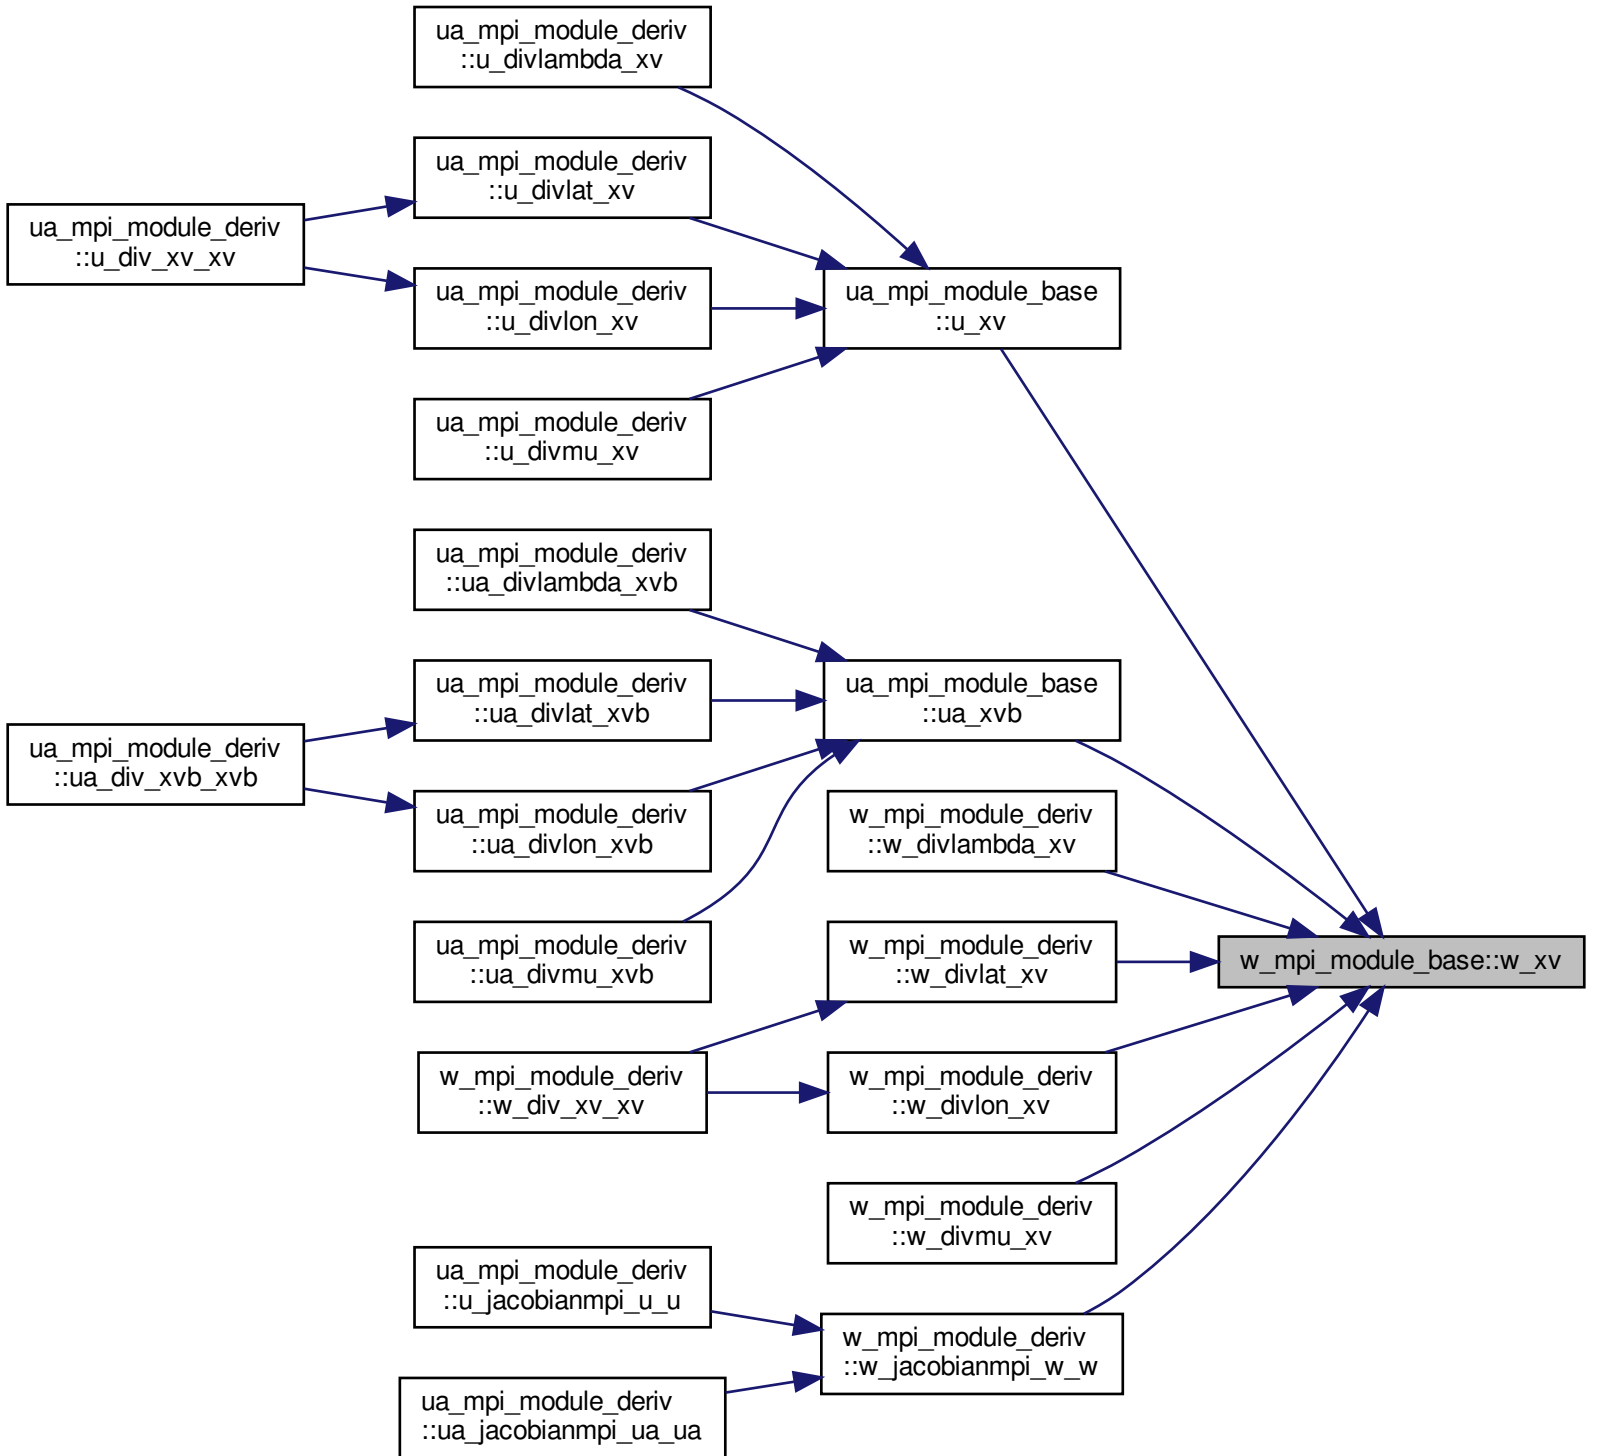 ua_mpi_module_deriv
::u_divlambda_xv
ua_mpi_module_deriv
::u_divlat_xv
ua_mpi_module_deriv
::u_div_xv_xv
ua_mpi_module_deriv
::u_divlon_xv
ua_mpi_module_base
::u_xv
ua_mpi_module_deriv
::u_divmu_xv
ua_mpi_module_deriv
::ua_divlambda_xvb
ua_mpi_module_deriv
::ua_divlat_xvb
ua_mpi_module_base
::ua_xvb
ua_mpi_module_deriv
::ua_div_xvb_xvb
ua_mpi_module_deriv
::ua_divlon_xvb
w_mpi_module_deriv
::w_divlambda_xv
ua_mpi_module_deriv
::ua_divmu_xvb
w_mpi_module_deriv
::w_divlat_xv
w_mpi_module_base::w_xv
w_mpi_module_deriv
::w_div_xv_xv
w_mpi_module_deriv
::w_divlon_xv
w_mpi_module_deriv
::w_divmu_xv
ua_mpi_module_deriv
::u_jacobianmpi_u_u
w_mpi_module_deriv
::w_jacobianmpi_w_w
ua_mpi_module_deriv
::ua_jacobianmpi_ua_ua